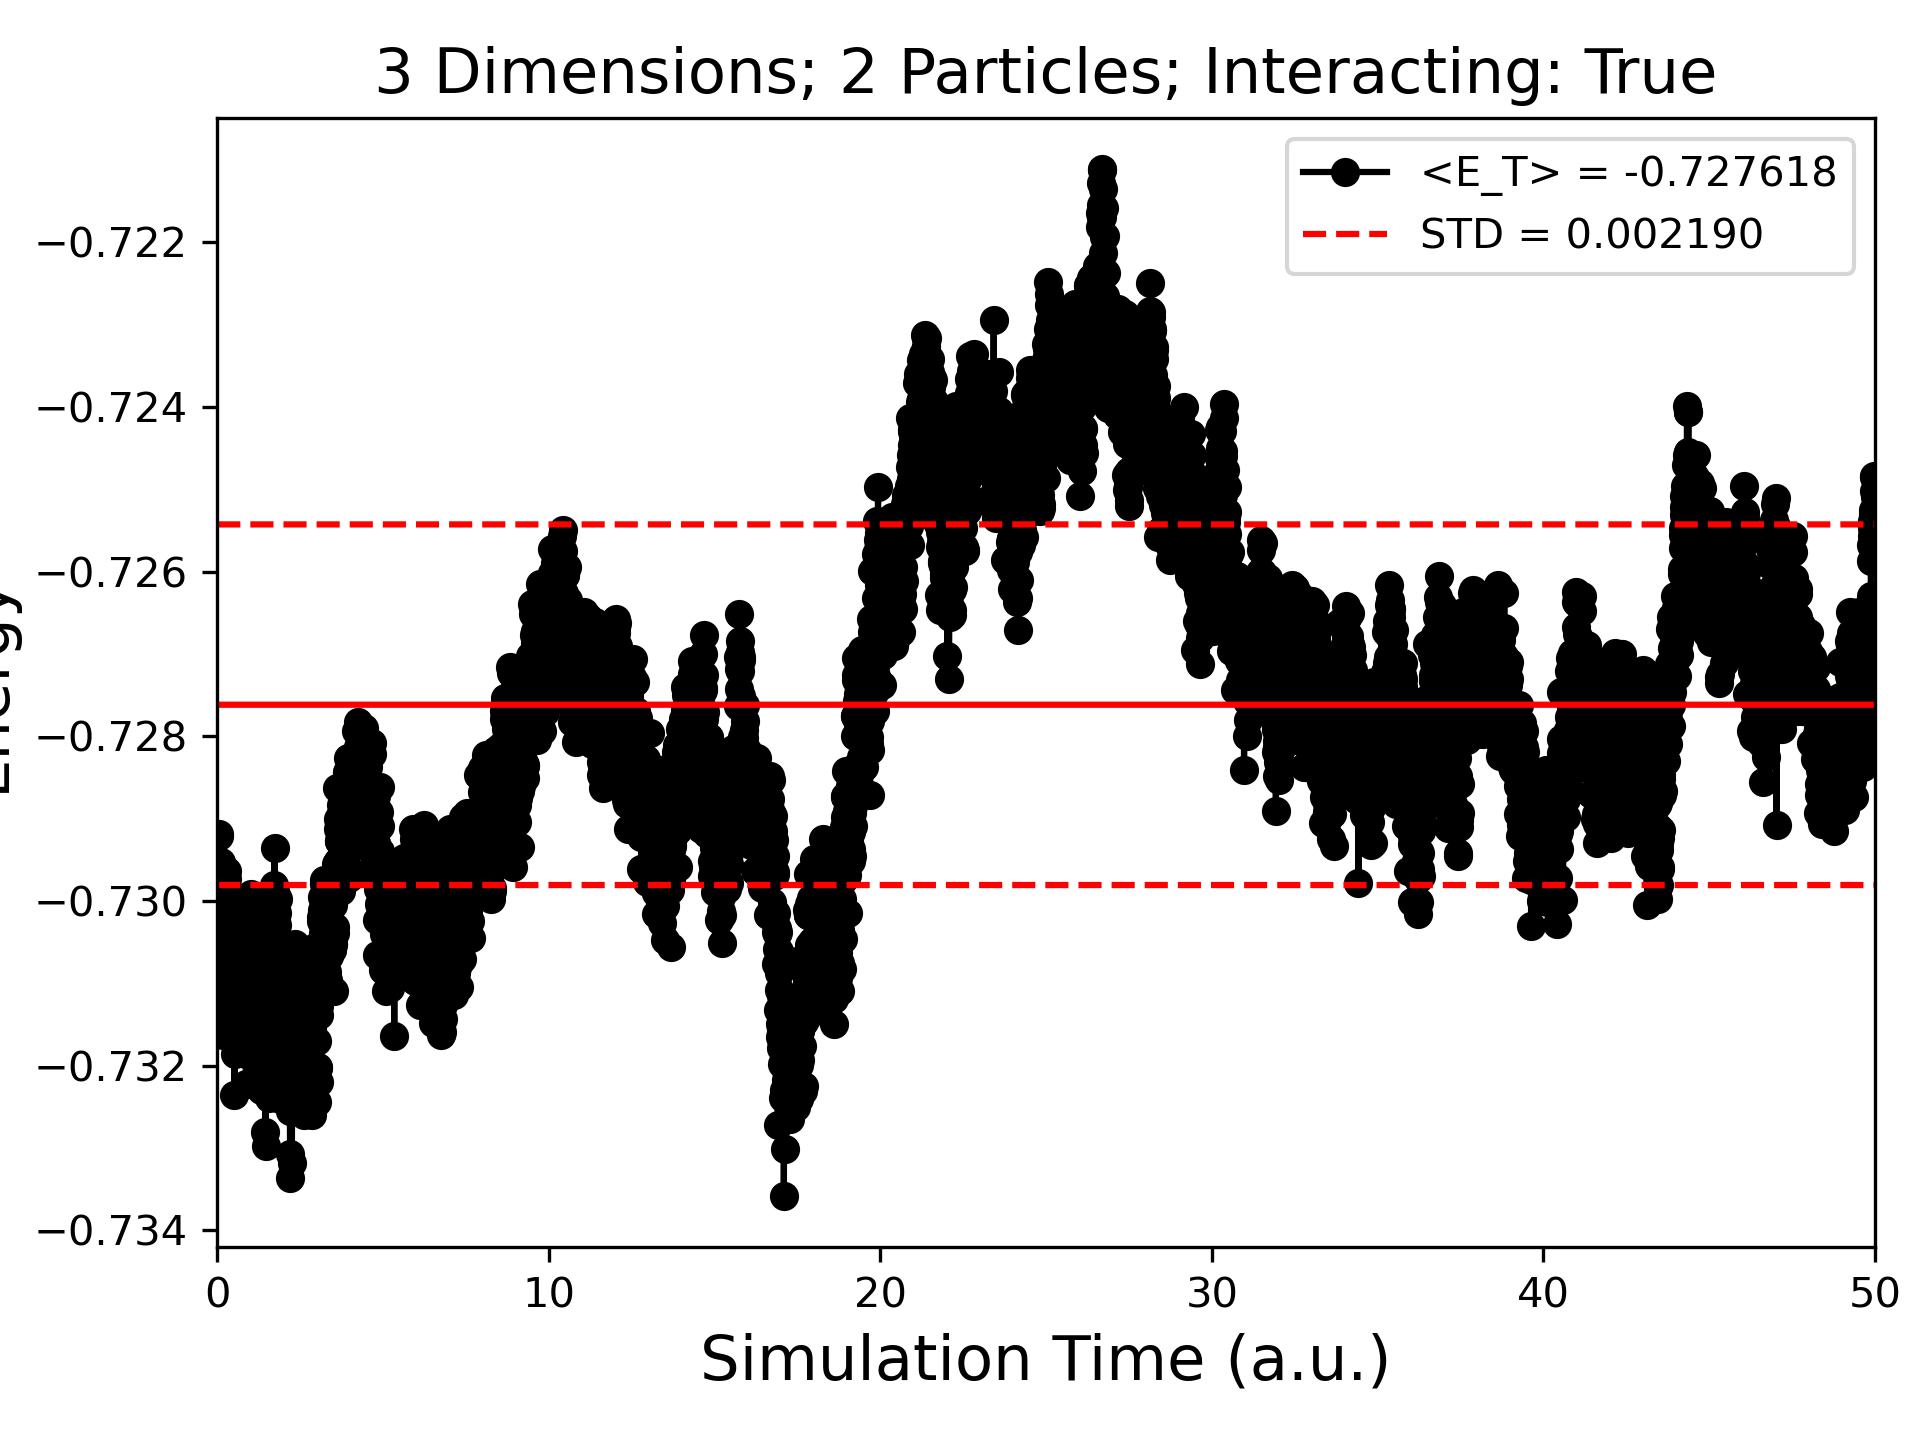 3 Dimensions; 2 Particles; Interacting: True
<E_T> = -0.727618
STD = 0.002190
Energy
−0.722
−0.724
−0.726
−0.728
−0.730
−0.732
−0.734
0 10 20 30 40 50
Simulation Time (a.u.)